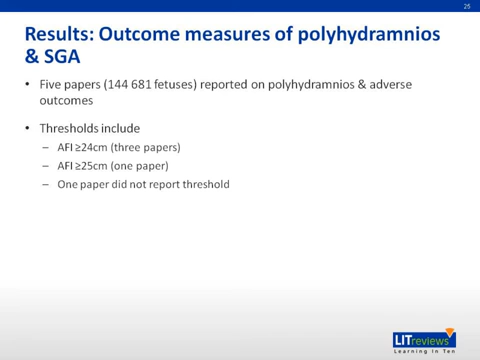 25
Results: Outcome measures of polyhydramnios
& SGA
• Five papers (144 681 fetuses) reported on polyhydramnios & adverse
outcomes
• Thresholds include
– AFI ≥24cm (three papers)
– AFI ≥25cm (one paper)
– One paper did not report threshold
LITreviews
Learning In Ten